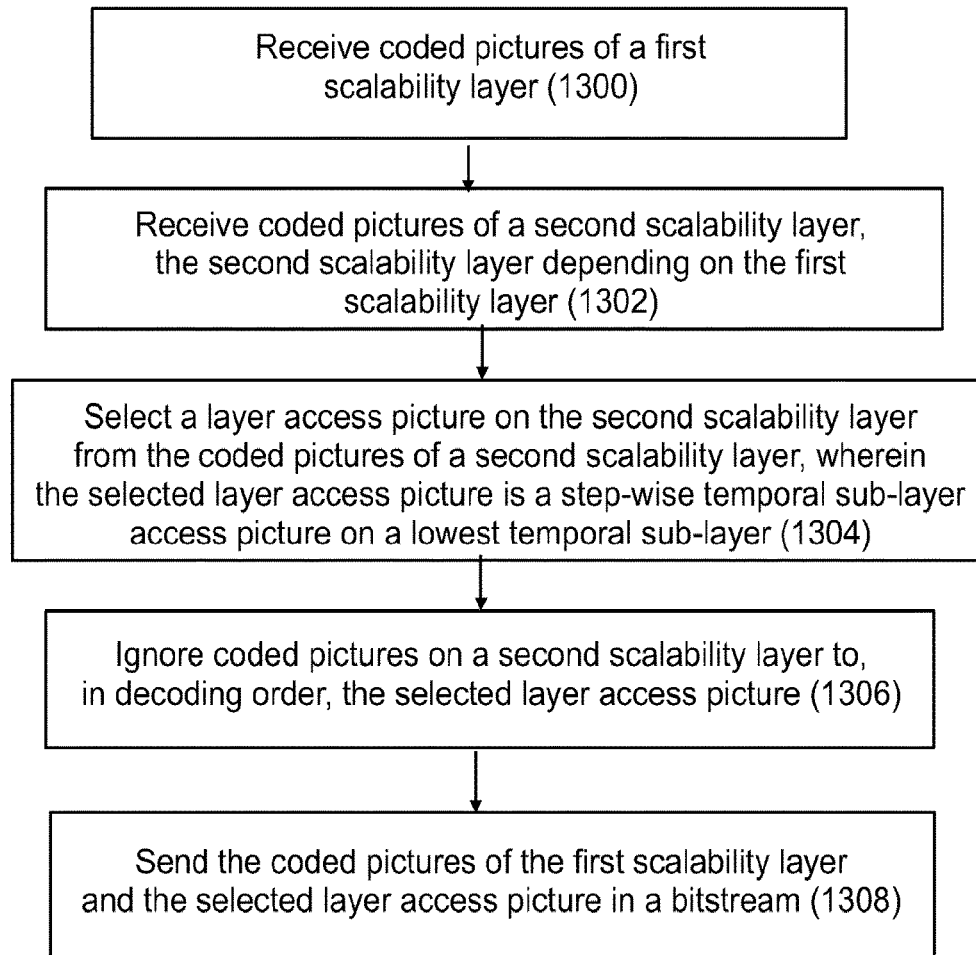 Receive coded pictures of a first
scalability layer (1300)
Receive coded pictures of a second scalability layer,
the second scalability layer depending on the first
scalability layer (1302)
Select a layer access picture on the second scalability layer
from the coded pictures of a second scalability layer, wherein
the selected layer access picture is a step-wise temporal sub-layer
access picture on a lowest temporal sub-layer (1304)
Ignore coded pictures on a second scalability layer to,
in decoding order, the selected layer access picture (1306)
Send the coded pictures of the first scalability layer
and the selected layer access picture in a bitstream (1308)